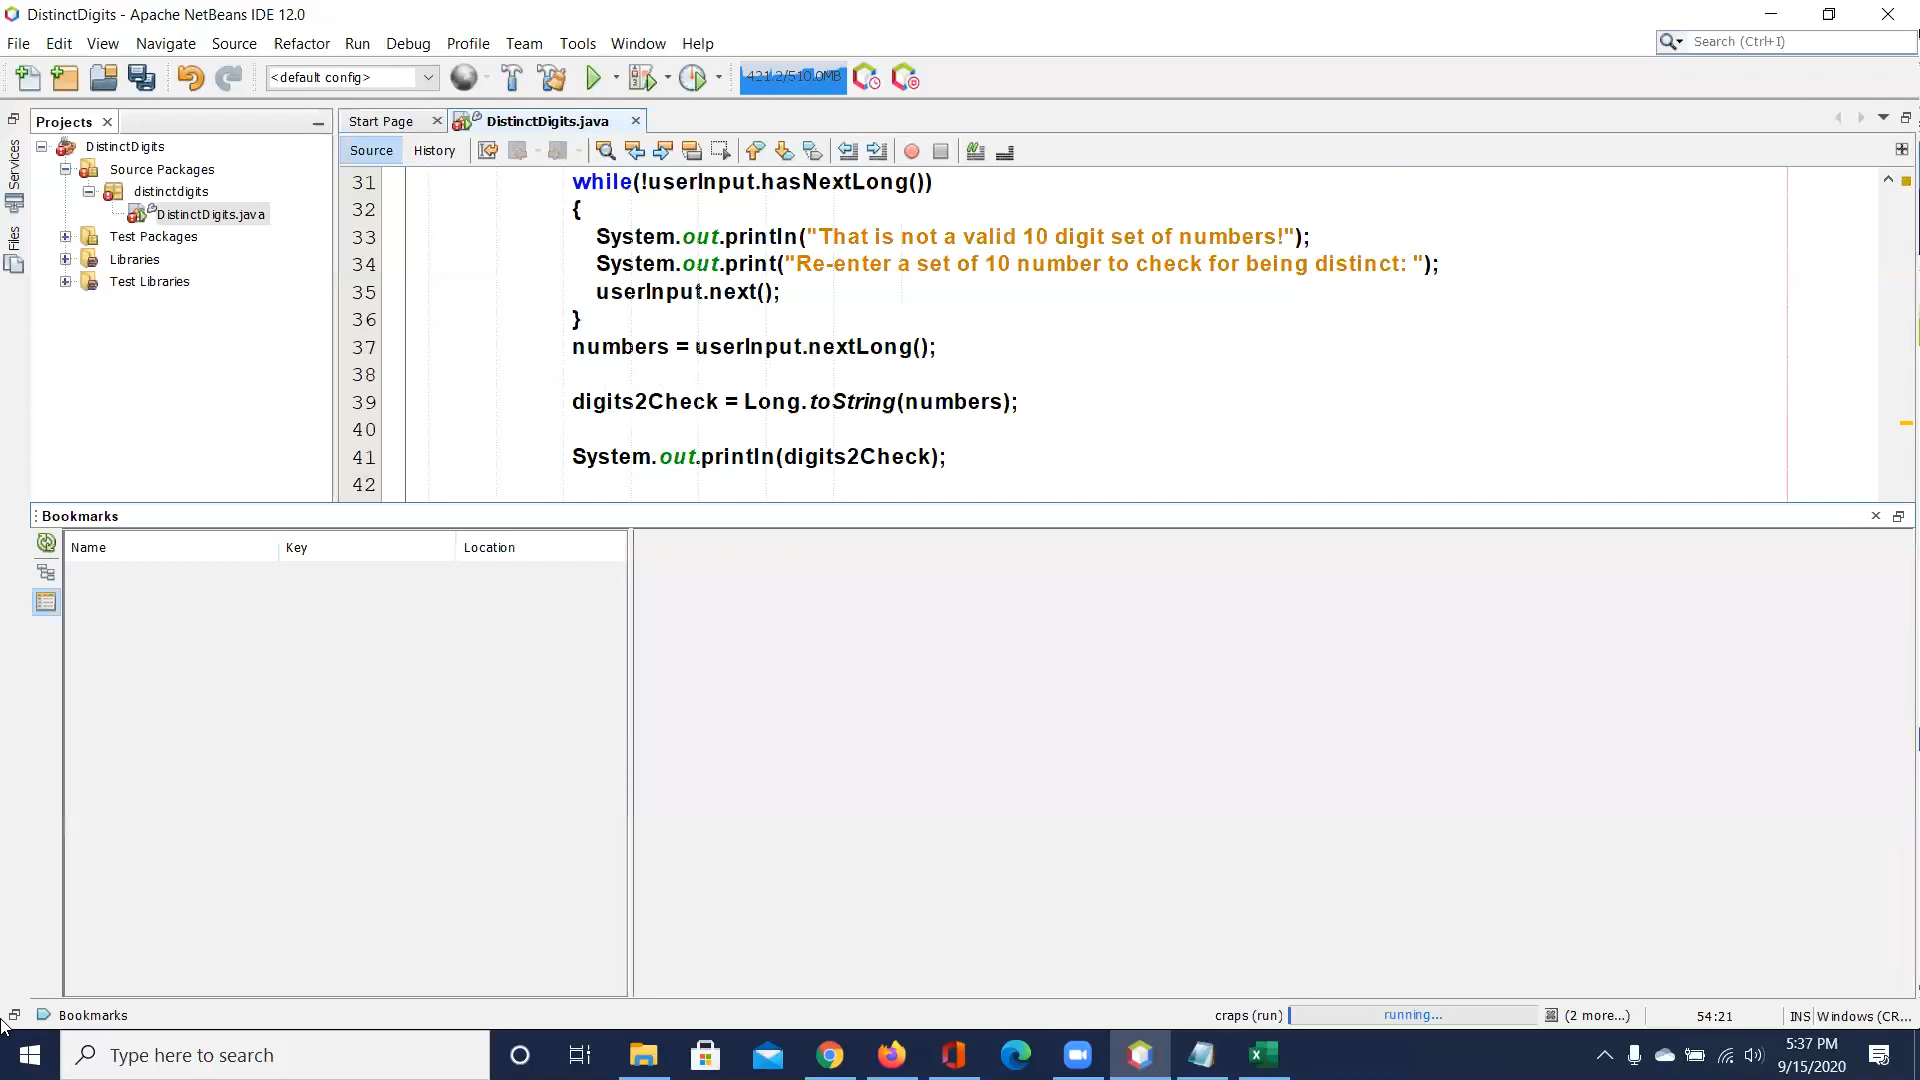 DistinctDigits - Apache NetBeans IDE 12.0
File Edit View Navigate Source Refactor Run Debug Profile Team Tools Window Help
Search (Ctrl+I)
<default config>
421.2/510.0MB
Projects
Start Page
DistinctDigits.java
Source
History
Services
Files
DistinctDigits
Source Packages
distinctdigits
DistinctDigits.java
Test Packages
Libraries
Test Libraries
31 while(!userInput.hasNextLong())
32 {
33 System.out.println("That is not a valid 10 digit set of numbers!");
34 System.out.print("Re-enter a set of 10 number to check for being distinct: ");
35 userInput.next();
36 }
37 numbers = userInput.nextLong();
38
39 digits2Check = Long.toString(numbers);
40
41 System.out.println(digits2Check);
42
Bookmarks
Name Key Location
Bookmarks
craps (run)
running...
(2 more...)
54:21
INS
Windows (CR...
Type here to search
5:37 PM
9/15/2020